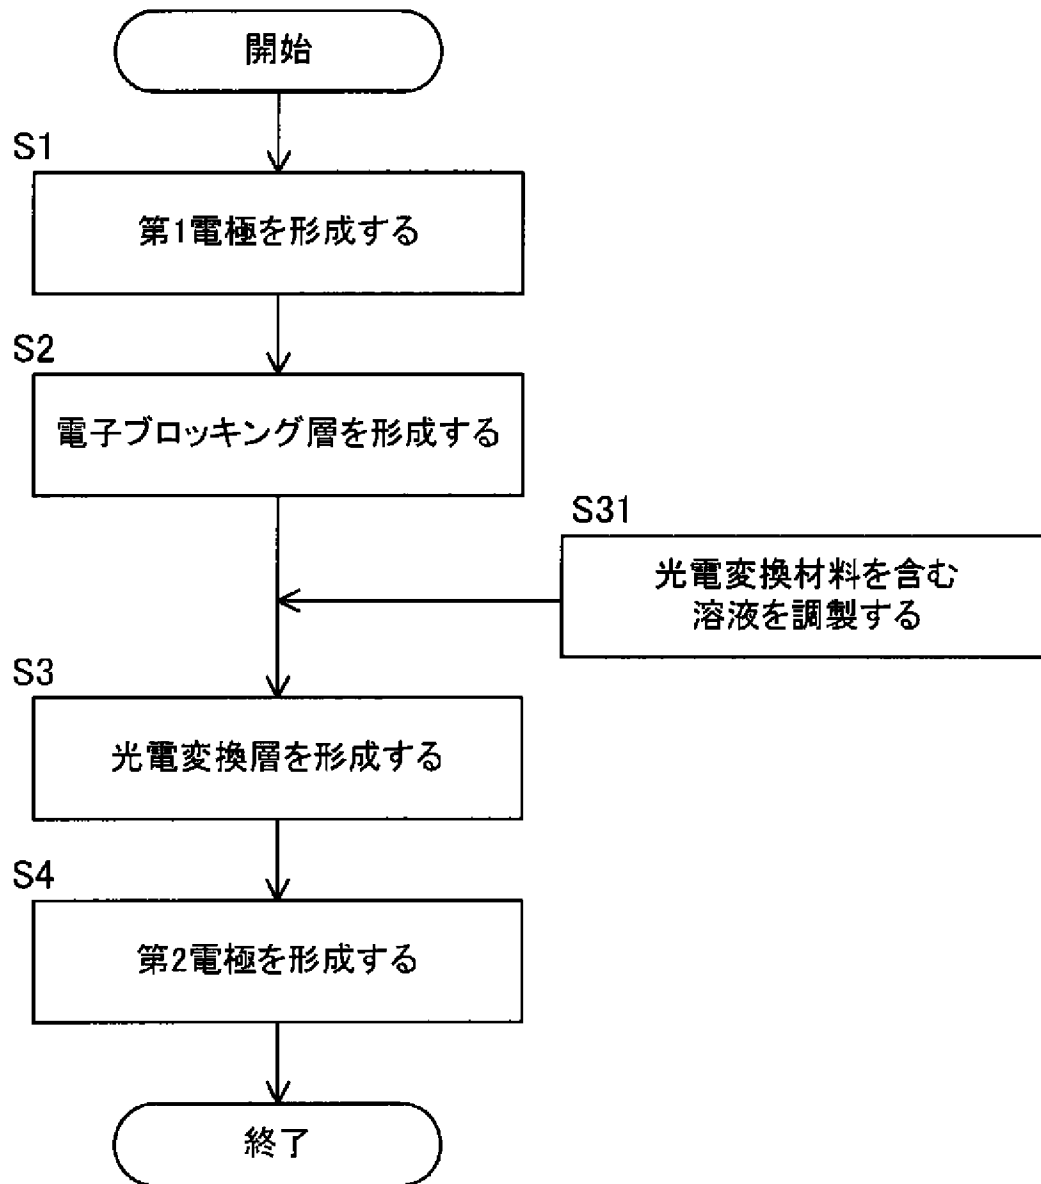 開始
S1
第1電極を形成する
S2
電子ブロッキング層を形成する
S31
光電変換材料を含む
溶液を調製する
S3
光電変換層を形成する
S4
第2電極を形成する
終了